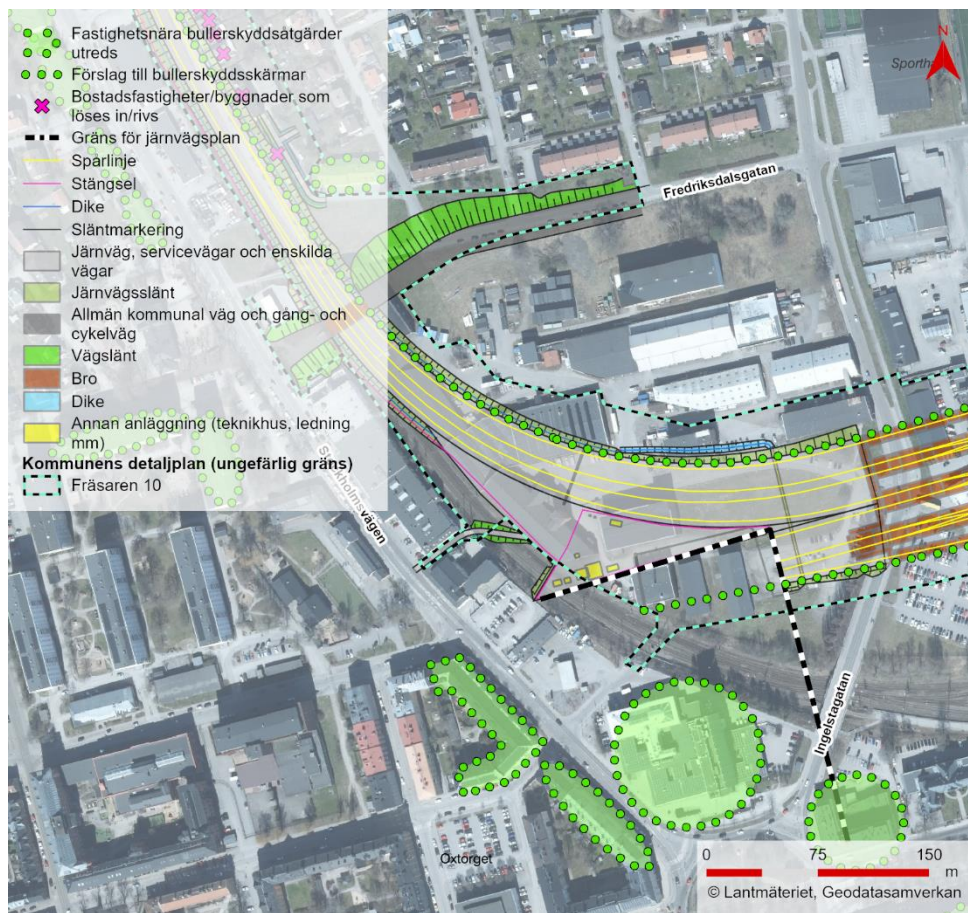 Fastighetsnära bullerskyddsåtgärder
utreds
Förslag till bullerskyddsskärmar
Bostadsfastigheter/byggnader som
löses in/rivs
Gräns för järnvägsplan
Spårlinje
Stängsel
Dike
Släntmarkering
Järnväg, servicevägar och enskilda
vägar
Järnvägsslänt
Allmän kommunal väg och gång- och
cykelväg
Vägslänt
Bro
Dike
Annan anläggning (teknikhus, ledning
mm)
Kommunens detaljplan (ungefärlig gräns)
Fräsaren 10
N
Fredriksdalsgatan
Stockholmsvägen
Ingelstagatan
Oxtorget
0 75 150
m
© Lantmäteriet, Geodatasamverkan